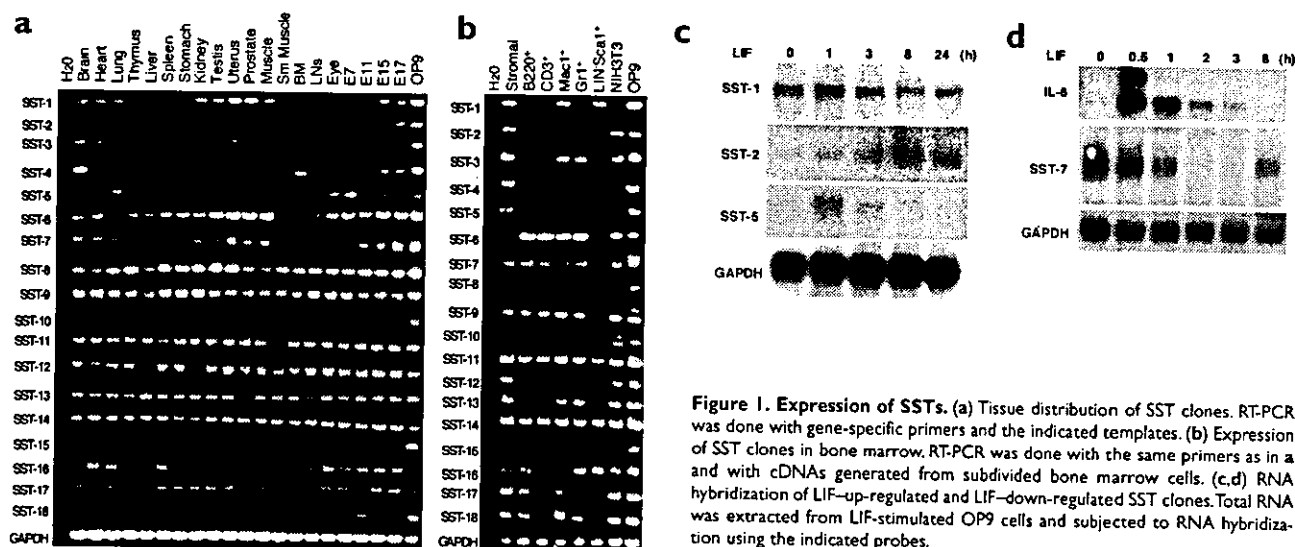 a
H2O Brain Heart Lung Thymus Liver Spleen Stomach Kidney Testis Uterus Prostate Muscle Sm Muscle BM LNs Eye E7 E11 E15 E17 OP9
SST-1
SST-2
SST-3
SST-4
SST-5
SST-6
SST-7
SST-8
SST-9
SST-10
SST-11
SST-12
SST-13
SST-14
SST-15
SST-16
SST-17
SST-18
GAPDH
b
H2O Stromal B220+ CD3+ Mac1+ Gr1+ LIN-Sca1+ NIH3T3 OP9
SST-1
SST-2
SST-3
SST-4
SST-5
SST-6
SST-7
SST-8
SST-9
SST-10
SST-11
SST-12
SST-13
SST-14
SST-15
SST-16
SST-17
SST-18
GAPDH
c
LIF 0 1 3 8 24 (h)
SST-1
SST-2
SST-5
GAPDH
d
LIF 0 0.5 1 2 3 8 (h)
IL-6
SST-7
GAPDH
Figure 1. Expression of SSTs. (a) Tissue distribution of SST clones. RT-PCR
was done with gene-specific primers and the indicated templates. (b) Expression
of SST clones in bone marrow. RT-PCR was done with the same primers as in a
and with cDNAs generated from subdivided bone marrow cells. (c,d) RNA
hybridization of LIF–up-regulated and LIF–down-regulated SST clones. Total RNA
was extracted from LIF-stimulated OP9 cells and subjected to RNA hybridiza-
tion using the indicated probes.